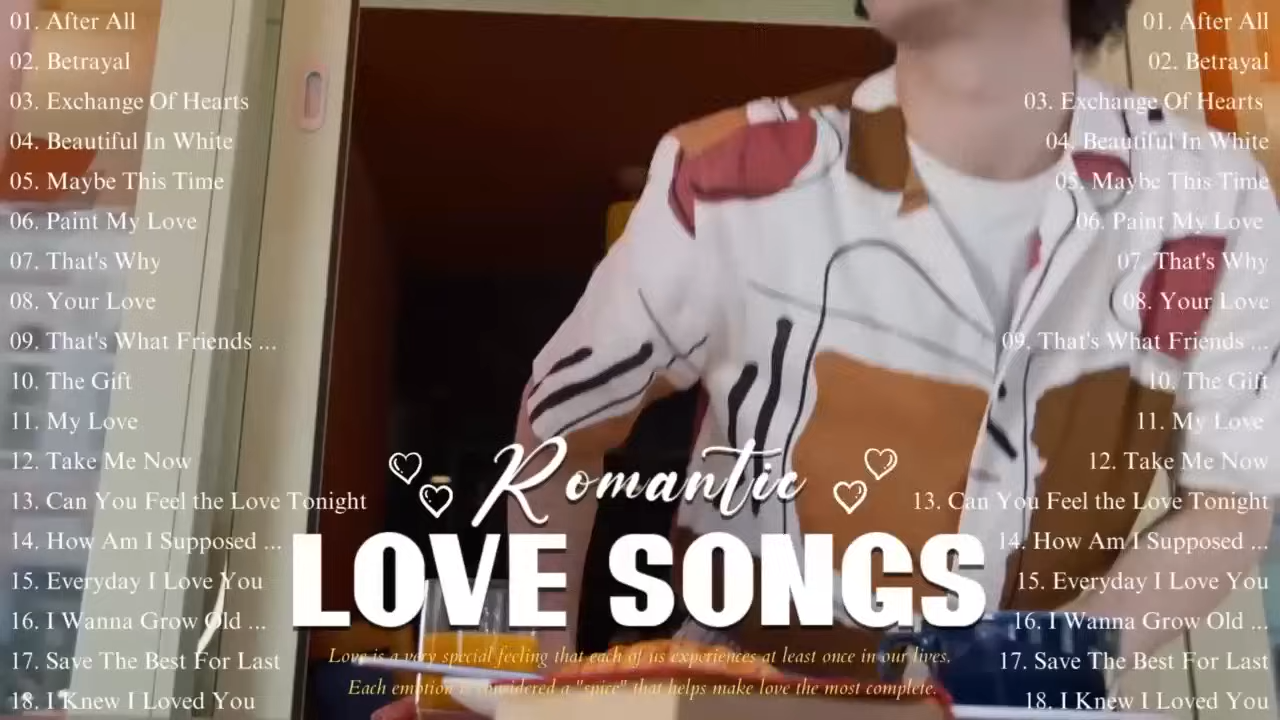 01. After All
02. Betrayal
03. Exchange Of Hearts
04. Beautiful In White
05. Maybe This Time
06. Paint My Love
07. That's Why
08. Your Love
09. That's What Friends ...
10. The Gift
11. My Love
12. Take Me Now
13. Can You Feel the Love Tonight
14. How Am I Supposed ...
15. Everyday I Love You
16. I Wanna Grow Old ...
17. Save The Best For Last
18. I Knew I Loved You
Romantic
LOVE SONGS
Love is a very special feeling that each of us experiences at least once in our lives.
Each emotion is considered a "spice" that helps make love the most complete.
01. After All
02. Betrayal
03. Exchange Of Hearts
04. Beautiful In White
05. Maybe This Time
06. Paint My Love
07. That's Why
08. Your Love
09. That's What Friends ...
10. The Gift
11. My Love
12. Take Me Now
13. Can You Feel the Love Tonight
14. How Am I Supposed ...
15. Everyday I Love You
16. I Wanna Grow Old ...
17. Save The Best For Last
18. I Knew I Loved You